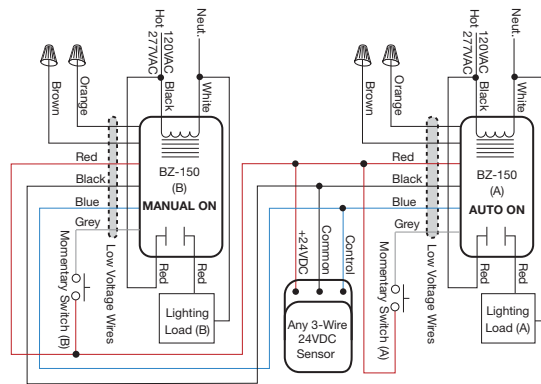 Neut.
Hot
120VAC
277VAC
Black
White
Orange
Brown
Red
Black
Blue
Grey
BZ-150
(B)
MANUAL ON
Low Voltage Wires
Momentary Switch (B)
Red
Red
Lighting
Load (B)
+24VDC
Common
Control
Any 3-Wire
24VDC
Sensor
Neut.
Hot
120VAC
277VAC
Black
White
Orange
Brown
Red
Black
Blue
Grey
BZ-150
(A)
AUTO ON
Low Voltage Wires
Momentary Switch (A)
Red
Red
Lighting
Load (A)